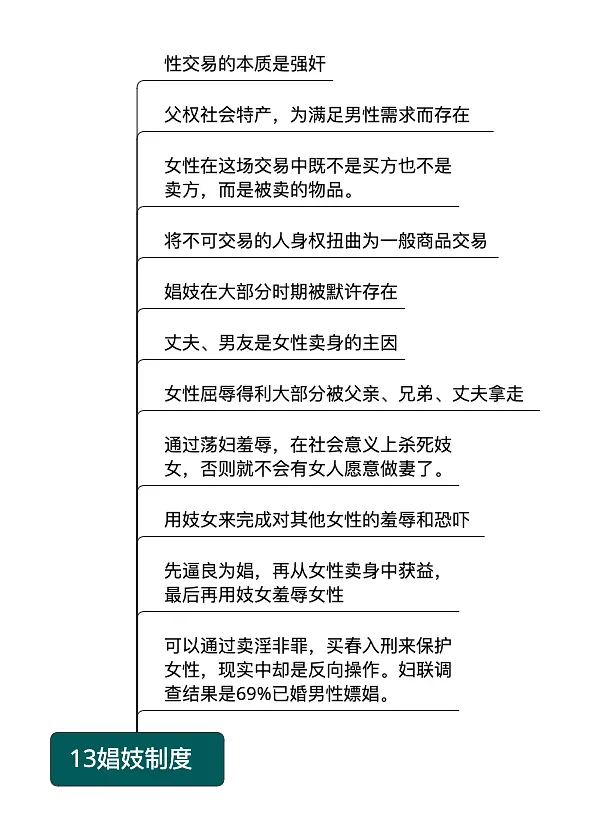 性交易的本质是强奸
父权社会特产，为满足男性需求而存在
女性在这场交易中既不是买方也不是
卖方，而是被卖的物品。
将不可交易的人身权扭曲为一般商品交易
娼妓在大部分时期被默许存在
丈夫、男友是女性卖身的主因
女性屈辱得利大部分被父亲、兄弟、丈夫拿走
通过荡妇羞辱，在社会意义上杀死妓
女，否则就不会有女人愿意做妻了。
用妓女来完成对其他女性的羞辱和恐吓
先逼良为娼，再从女性卖身中获益，
最后再用妓女羞辱女性
可以通过卖淫非罪，买春入刑来保护
女性，现实中却是反向操作。妇联调
查结果是69%已婚男性嫖娼。
13娼妓制度